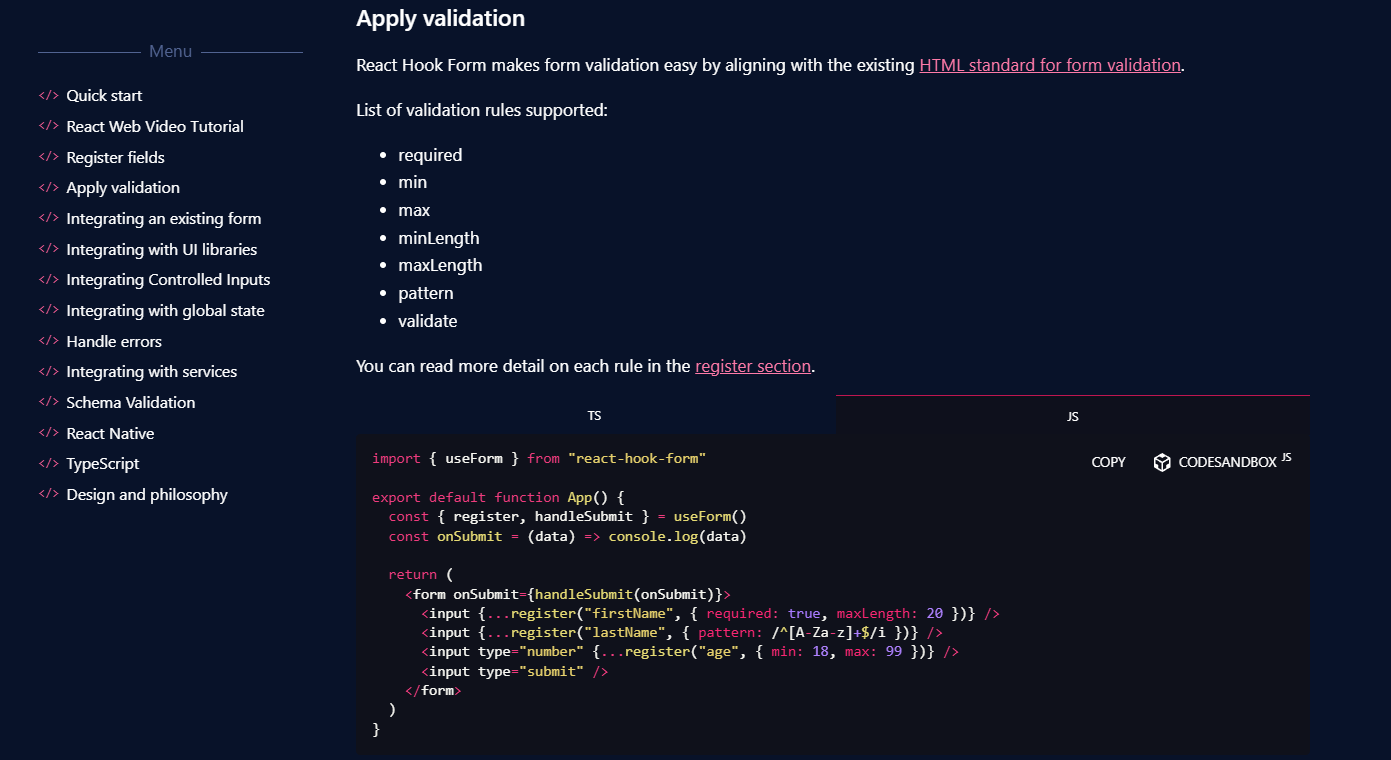 Menu
</> Quick start
</> React Web Video Tutorial
</> Register fields
</> Apply validation
</> Integrating an existing form
</> Integrating with UI libraries
</> Integrating Controlled Inputs
</> Integrating with global state
</> Handle errors
</> Integrating with services
</> Schema Validation
</> React Native
</> TypeScript
</> Design and philosophy
Apply validation
React Hook Form makes form validation easy by aligning with the existing HTML standard for form validation.
List of validation rules supported:
• required
• min
• max
• minLength
• maxLength
• pattern
• validate
You can read more detail on each rule in the register section.
TS
JS
COPY
CODESANDBOX JS
import { useForm } from "react-hook-form"

export default function App() {
  const { register, handleSubmit } = useForm()
  const onSubmit = (data) => console.log(data)

  return (
    <form onSubmit={handleSubmit(onSubmit)}>
      <input {...register("firstName", { required: true, maxLength: 20 })} />
      <input {...register("lastName", { pattern: /^[A-Za-z]+$/i })} />
      <input type="number" {...register("age", { min: 18, max: 99 })} />
      <input type="submit" />
    </form>
  )
}